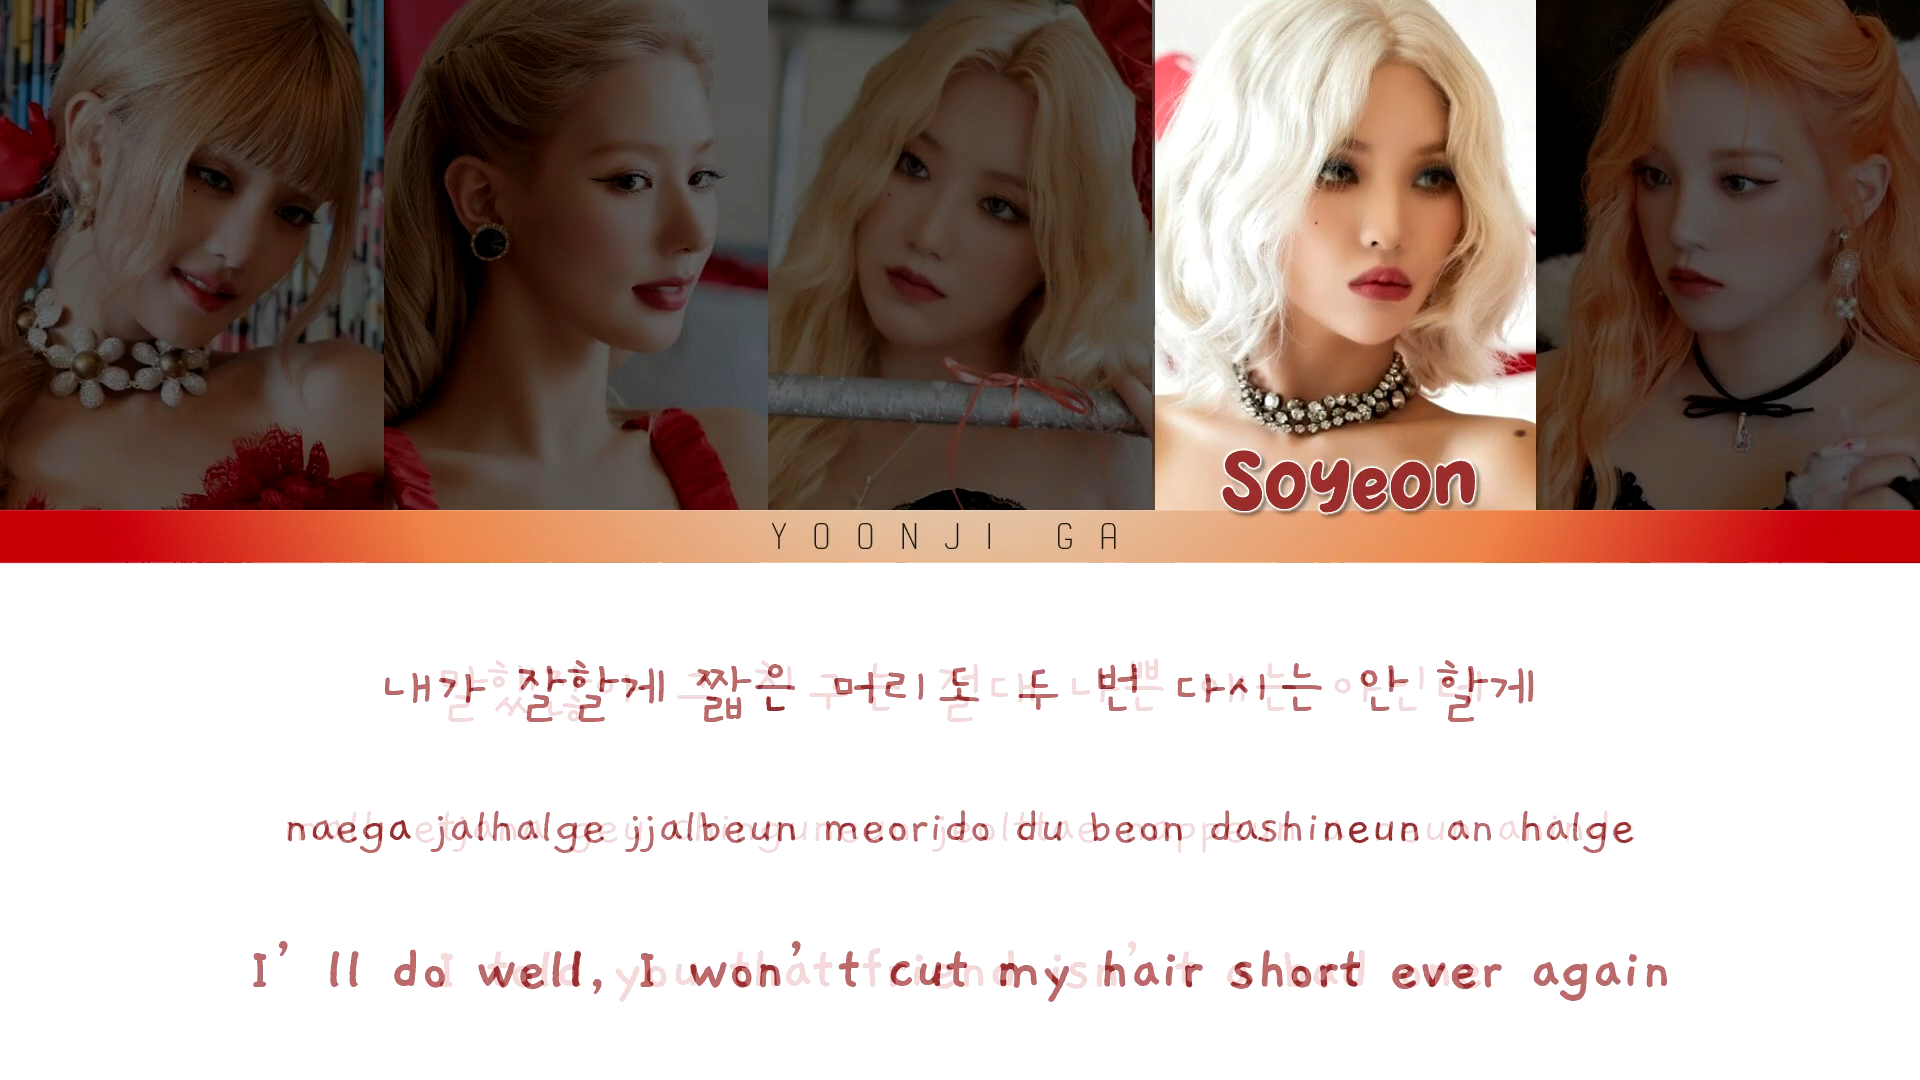 Soyeon
YOONJI GA
내가 잘할게 짧은 머리도 두 번 다시는 안 할게
naega jalhalge jjalbeun meorido du beon dashineun an halge
I'll do well, I won't cut my hair short ever again